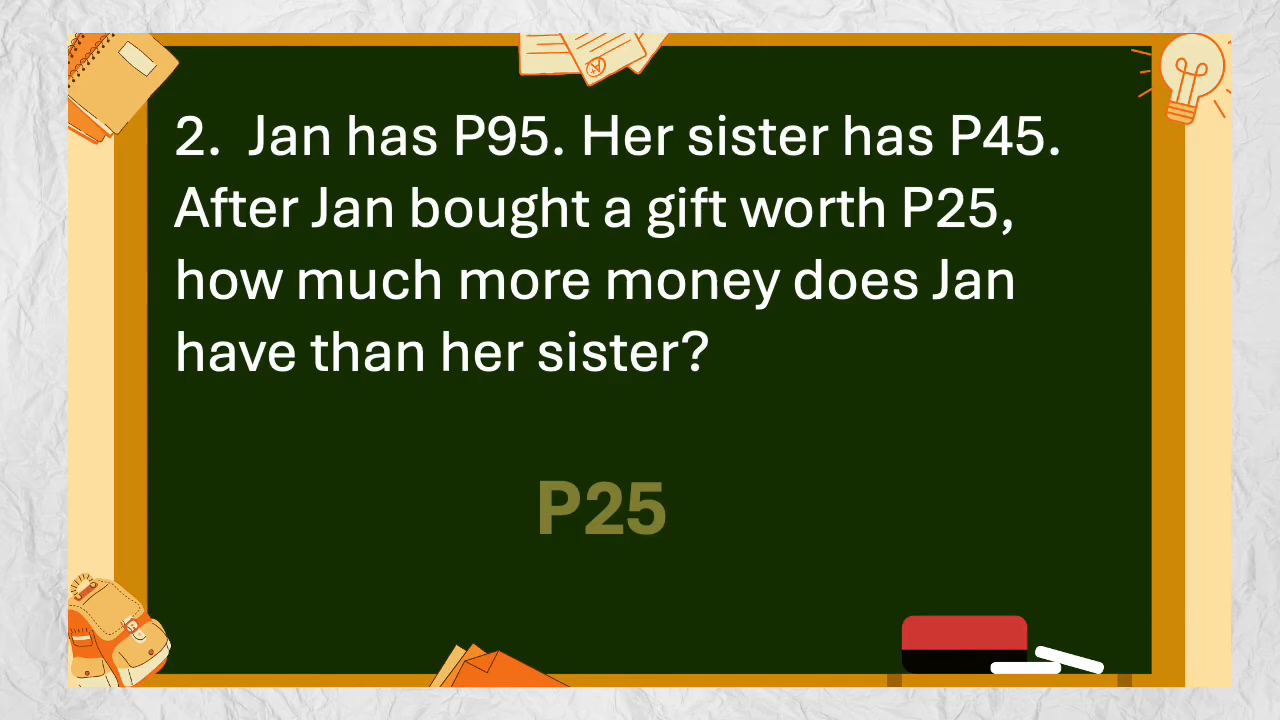 2. Jan has P95. Her sister has P45.
After Jan bought a gift worth P25,
how much more money does Jan
have than her sister?
P25